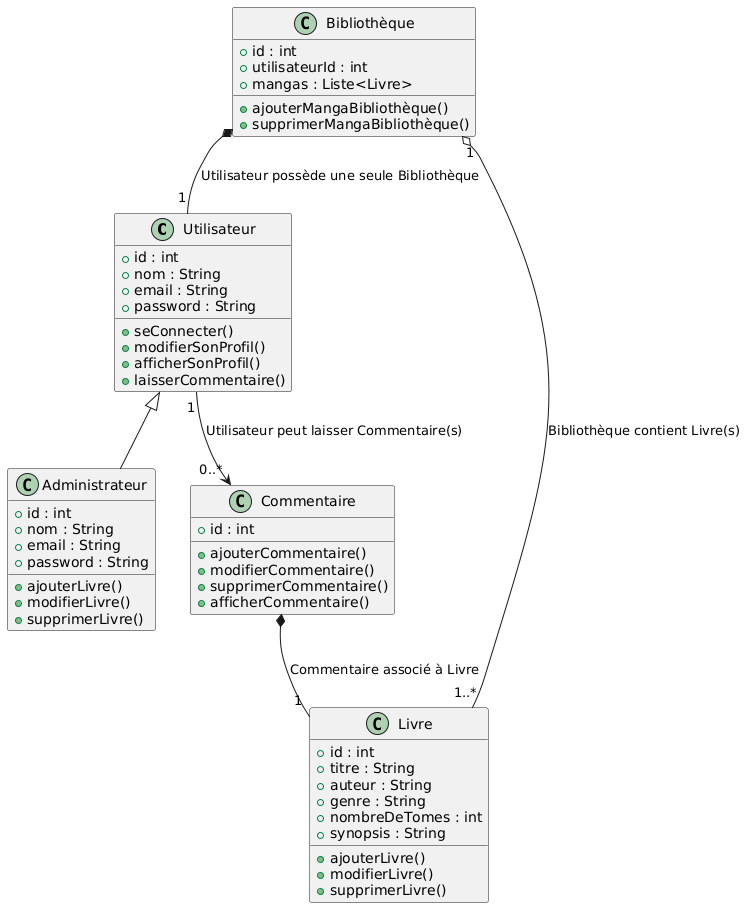 C Bibliothèque
id : int
utilisateurId : int
mangas : Liste<Livre>
ajouterMangaBibliothèque()
supprimerMangaBibliothèque()
1
Utilisateur possède une seule Bibliothèque
1
C Utilisateur
id : int
nom : String
email : String
password : String
seConnecter()
modifierSonProfil()
afficherSonProfil()
laisserCommentaire()
1
Utilisateur peut laisser Commentaire(s)
Bibliothèque contient Livre(s)
0..*
C Administrateur
id : int
nom : String
email : String
password : String
ajouterLivre()
modifierLivre()
supprimerLivre()
C Commentaire
id : int
ajouterCommentaire()
modifierCommentaire()
supprimerCommentaire()
afficherCommentaire()
Commentaire associé à Livre
1
1..*
C Livre
id : int
titre : String
auteur : String
genre : String
nombreDeTomes : int
synopsis : String
ajouterLivre()
modifierLivre()
supprimerLivre()